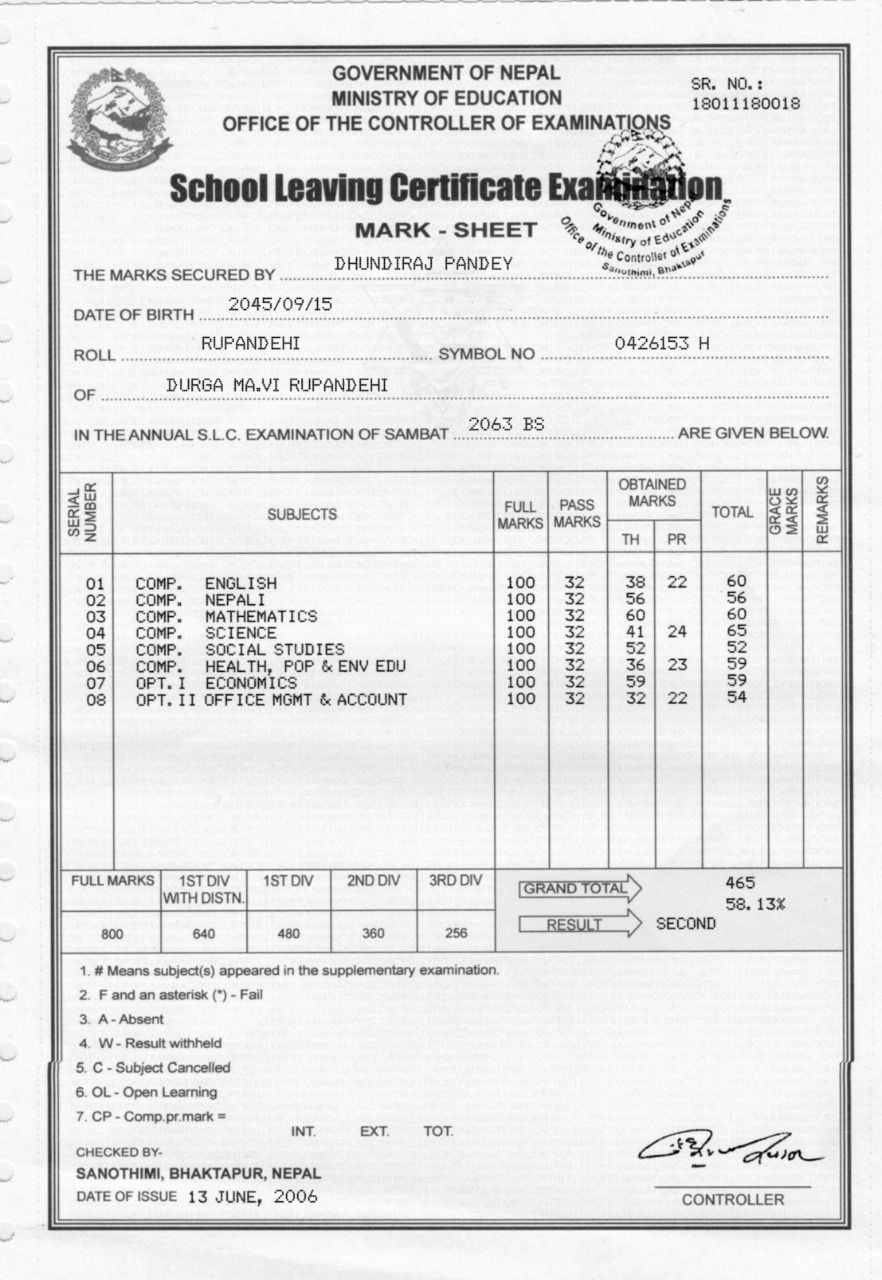 GOVERNMENT OF NEPAL
MINISTRY OF EDUCATION
OFFICE OF THE CONTROLLER OF EXAMINATIONS
SR. NO.:
18011180018
School Leaving Certificate Examination
MARK - SHEET
Government of Nepal
Ministry of Education
Office of the Controller of Examinations
Sanothimi, Bhaktapur
THE MARKS SECURED BY DHUNDIRAJ PANDEY
DATE OF BIRTH 2045/09/15
ROLL RUPANDEHI SYMBOL NO 0426153 H
OF DURGA MA.VI RUPANDEHI
IN THE ANNUAL S.L.C. EXAMINATION OF SAMBAT 2063 BS ARE GIVEN BELOW.
SERIAL NUMBER SUBJECTS FULL MARKS PASS MARKS OBTAINED MARKS TH PR TOTAL GRACE MARKS REMARKS
01 COMP. ENGLISH 100 32 38 22 60
02 COMP. NEPALI 100 32 56 56
03 COMP. MATHEMATICS 100 32 60 60
04 COMP. SCIENCE 100 32 41 24 65
05 COMP. SOCIAL STUDIES 100 32 52 52
06 COMP. HEALTH, POP & ENV EDU 100 32 36 23 59
07 OPT. I ECONOMICS 100 32 59 59
08 OPT. II OFFICE MGMT & ACCOUNT 100 32 32 22 54
FULL MARKS 1ST DIV WITH DISTN. 1ST DIV 2ND DIV 3RD DIV
800 640 480 360 256
GRAND TOTAL 465
58.13%
RESULT SECOND
1. # Means subject(s) appeared in the supplementary examination.
2. F and an asterisk (*) - Fail
3. A - Absent
4. W - Result withheld
5. C - Subject Cancelled
6. OL - Open Learning
7. CP - Comp.pr.mark =
INT. EXT. TOT.
CHECKED BY-
SANOTHIMI, BHAKTAPUR, NEPAL
DATE OF ISSUE 13 JUNE, 2006
CONTROLLER